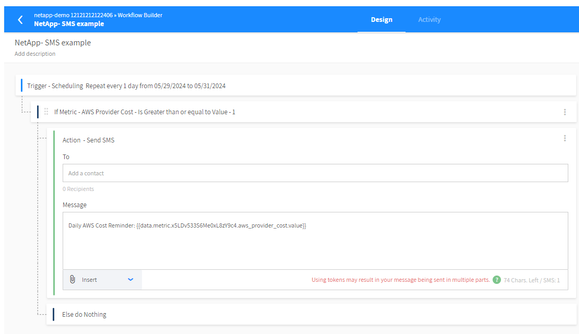 netapp-demo 12121212122406 • Workflow Builder
NetApp- SMS example
Design
Activity
NetApp- SMS example
Add description
Trigger - Scheduling Repeat every 1 day from 05/29/2024 to 05/31/2024
If Metric - AWS Provider Cost - Is Greater than or equal to Value - 1
Action - Send SMS
To
Add a contact
0 Recipients
Message
Daily AWS Cost Reminder: {{data.metric.x5LDv533S6He0xL8zY9c4.aws_provider_cost.value}}
Insert
Using tokens may result in your message being sent in multiple parts. ? 74 Chars. Left / SMS: 1
Else do Nothing